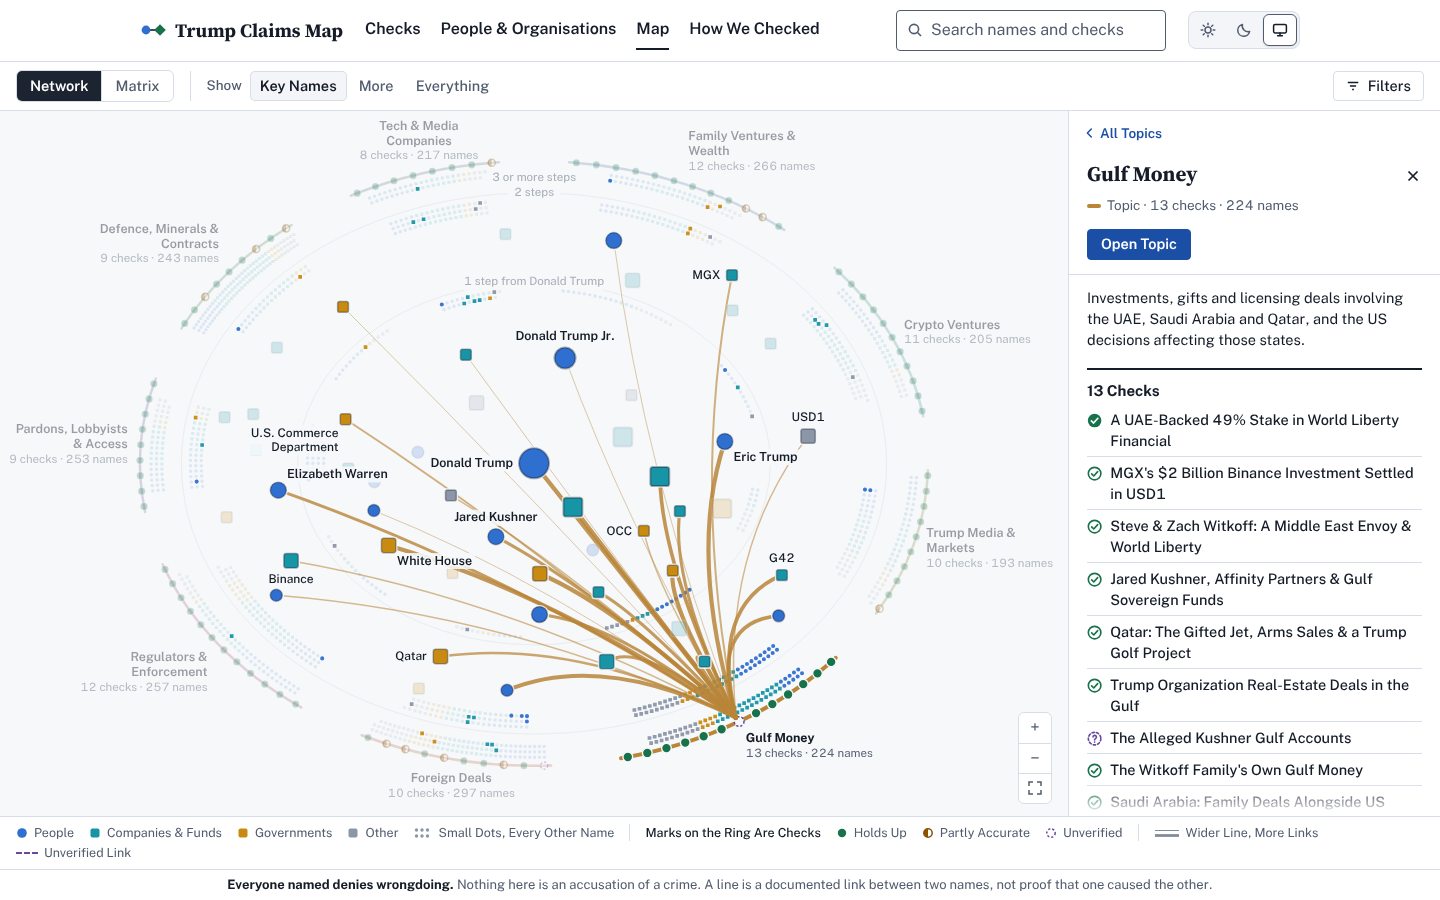 Trump Claims Map
Checks
People & Organisations
Map
How We Checked
Search names and checks
Network
Matrix
Show
Key Names
More
Everything
Filters
Tech & Media
Companies
8 checks · 217 names
Family Ventures &
Wealth
12 checks · 266 names
3 or more steps
2 steps
Defence, Minerals &
Contracts
9 checks · 243 names
1 step from Donald Trump
MGX
Donald Trump Jr.
Crypto Ventures
11 checks · 205 names
USD1
Pardons, Lobbyists
& Access
9 checks · 253 names
U.S. Commerce
Department
Donald Trump
Eric Trump
Elizabeth Warren
Jared Kushner
OCC
Trump Media &
Markets
10 checks · 193 names
White House
G42
Binance
Qatar
Regulators &
Enforcement
12 checks · 257 names
Gulf Money
13 checks · 224 names
Foreign Deals
10 checks · 297 names
All Topics
Gulf Money
Topic · 13 checks · 224 names
Open Topic
Investments, gifts and licensing deals involving
the UAE, Saudi Arabia and Qatar, and the US
decisions affecting those states.
13 Checks
A UAE-Backed 49% Stake in World Liberty
Financial
MGX's $2 Billion Binance Investment Settled
in USD1
Steve & Zach Witkoff: A Middle East Envoy &
World Liberty
Jared Kushner, Affinity Partners & Gulf
Sovereign Funds
Qatar: The Gifted Jet, Arms Sales & a Trump
Golf Project
Trump Organization Real-Estate Deals in the
Gulf
The Alleged Kushner Gulf Accounts
The Witkoff Family's Own Gulf Money
Saudi Arabia: Family Deals Alongside US
People
Companies & Funds
Governments
Other
Small Dots, Every Other Name
Marks on the Ring Are Checks
Holds Up
Partly Accurate
Unverified
Wider Line, More Links
Unverified Link
Everyone named denies wrongdoing. Nothing here is an accusation of a crime. A line is a documented link between two names, not proof that one caused the other.